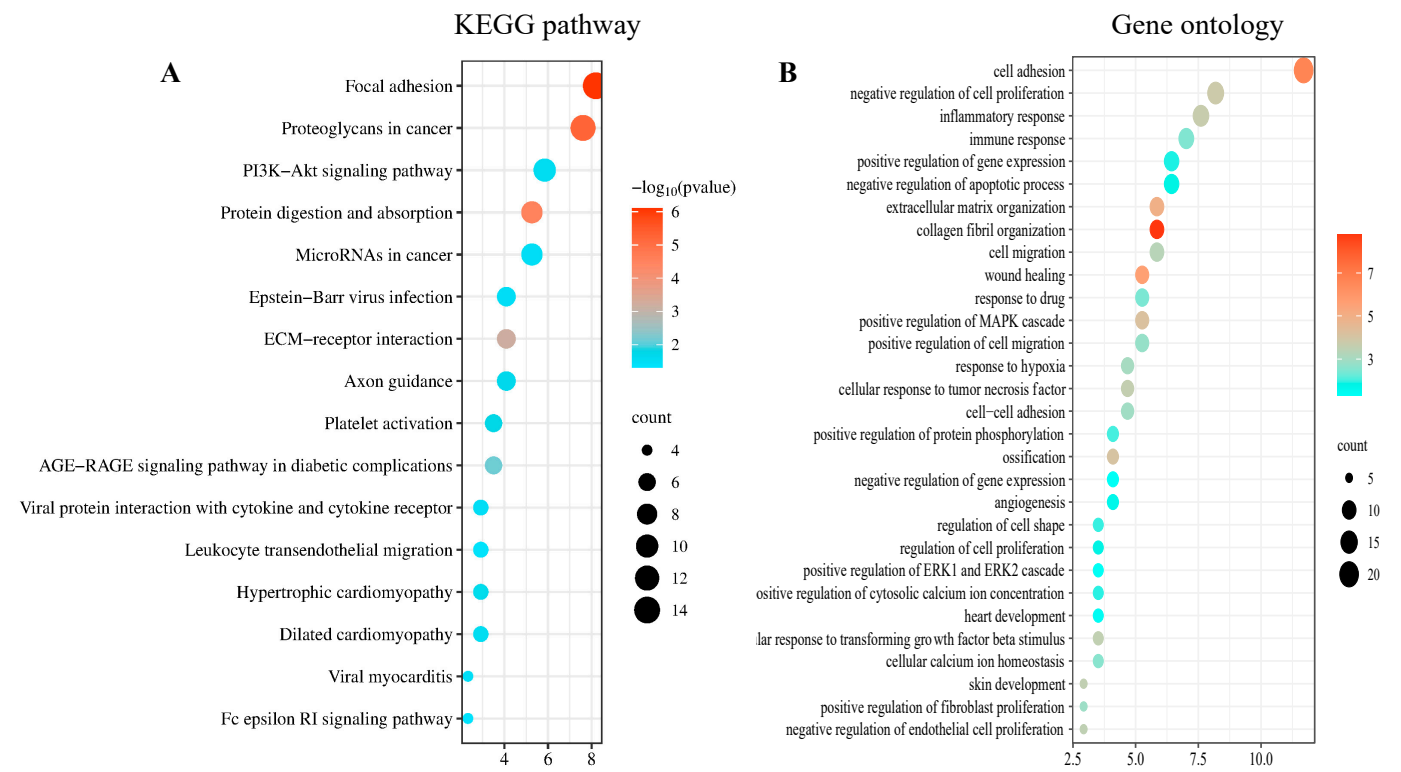 KEGG pathway
A
Focal adhesion
Proteoglycans in cancer
PI3K−Akt signaling pathway
Protein digestion and absorption
MicroRNAs in cancer
Epstein−Barr virus infection
ECM−receptor interaction
Axon guidance
Platelet activation
AGE−RAGE signaling pathway in diabetic complications
Viral protein interaction with cytokine and cytokine receptor
Leukocyte transendothelial migration
Hypertrophic cardiomyopathy
Dilated cardiomyopathy
Viral myocarditis
Fc epsilon RI signaling pathway
4 6 8
−log10(pvalue)
6
5
4
3
2
count
4
6
8
10
12
14
Gene ontology
B
cell adhesion
negative regulation of cell proliferation
inflammatory response
immune response
positive regulation of gene expression
negative regulation of apoptotic process
extracellular matrix organization
collagen fibril organization
cell migration
wound healing
response to drug
positive regulation of MAPK cascade
positive regulation of cell migration
response to hypoxia
cellular response to tumor necrosis factor
cell−cell adhesion
positive regulation of protein phosphorylation
ossification
negative regulation of gene expression
angiogenesis
regulation of cell shape
regulation of cell proliferation
positive regulation of ERK1 and ERK2 cascade
ositive regulation of cytosolic calcium ion concentration
heart development
lar response to transforming growth factor beta stimulus
cellular calcium ion homeostasis
skin development
positive regulation of fibroblast proliferation
negative regulation of endothelial cell proliferation
2.5 5.0 7.5 10.0
7
5
3
count
5
10
15
20